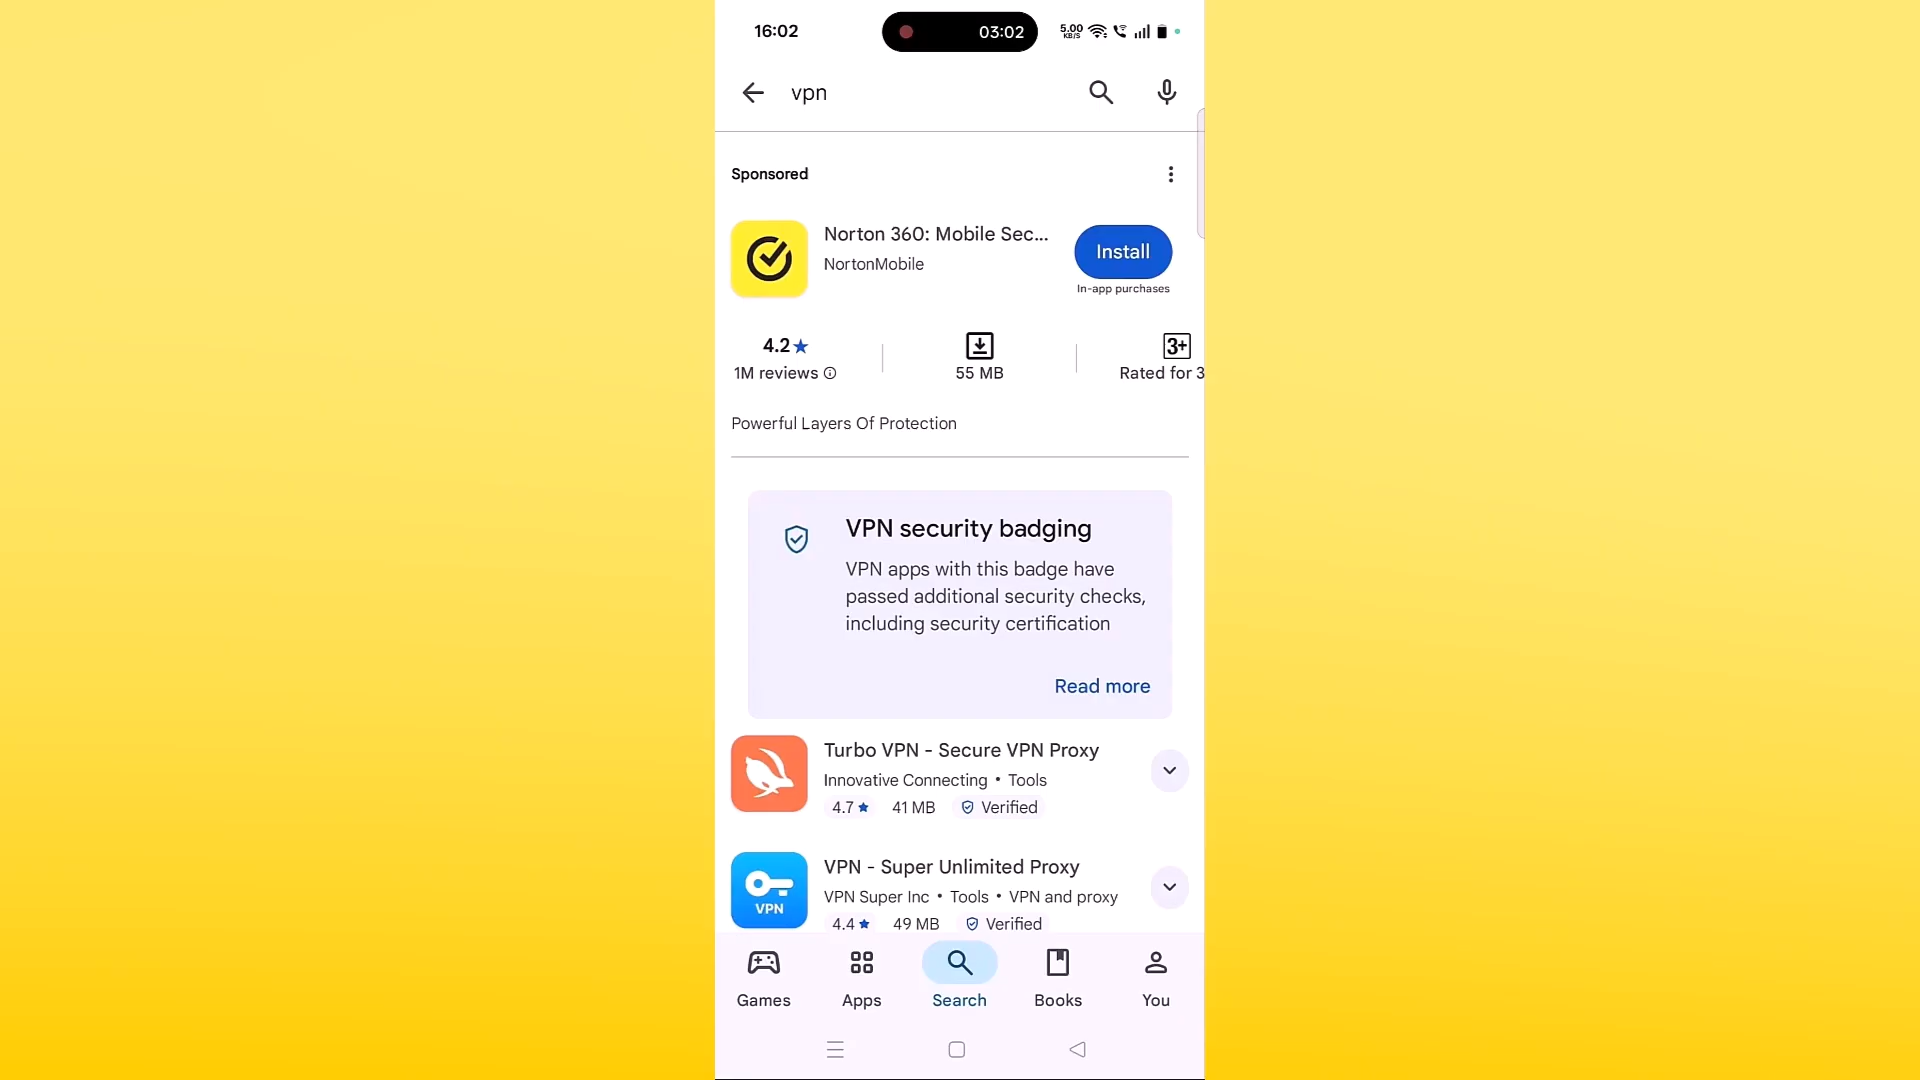 16:02
03:02
5.00
KB/S
vpn
Sponsored
Norton 360: Mobile Sec...
NortonMobile
Install
In-app purchases
4.2★
1M reviews
55 MB
3+
Rated for 3
Powerful Layers Of Protection
VPN security badging
VPN apps with this badge have
passed additional security checks,
including security certification
Read more
Turbo VPN - Secure VPN Proxy
Innovative Connecting • Tools
4.7★ 41 MB Verified
VPN - Super Unlimited Proxy
VPN Super Inc • Tools • VPN and proxy
VPN
4.4★ 49 MB Verified
Games
Apps
Search
Books
You